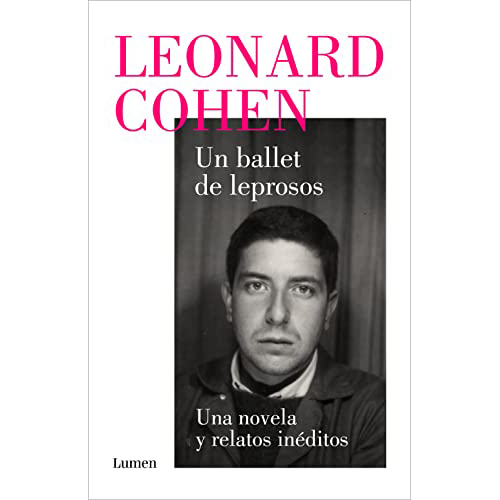 LEONARD
COHEN
Un ballet
de leprosos
Una novela
y relatos inéditos
Lumen